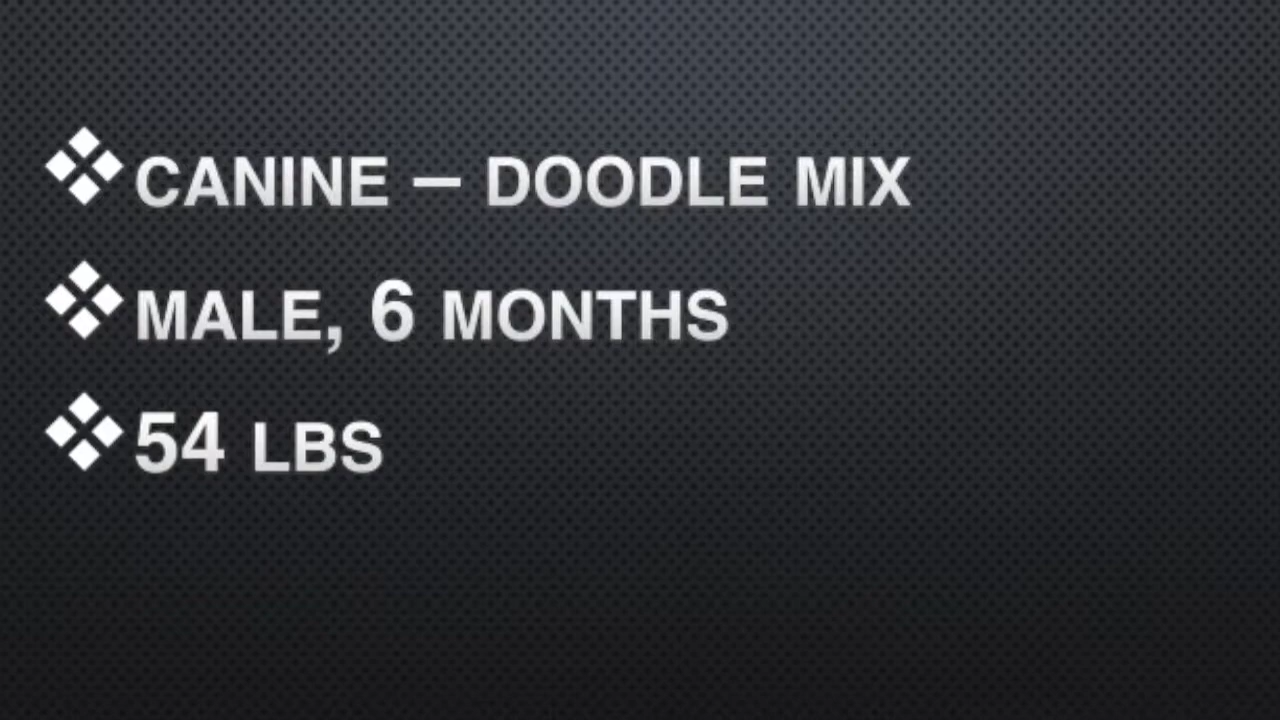 ❖CANINE – DOODLE MIX
❖MALE, 6 MONTHS
❖54 LBS